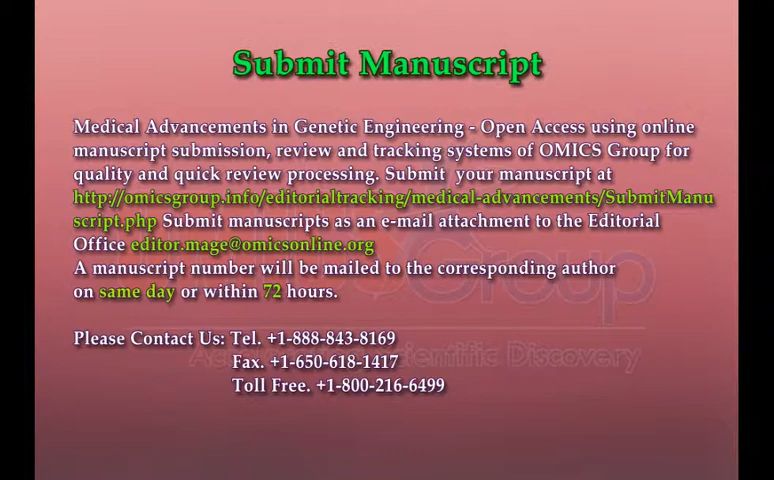 Submit Manuscript
Medical Advancements in Genetic Engineering - Open Access using online
manuscript submission, review and tracking systems of OMICS Group for
quality and quick review processing. Submit your manuscript at
http://omicsgroup.info/editorialtracking/medical-advancements/SubmitManu
script.php Submit manuscripts as an e-mail attachment to the Editorial
Office editor.mage@omicsonline.org
A manuscript number will be mailed to the corresponding author
on same day or within 72 hours.
Please Contact Us: Tel. +1-888-843-8169
Fax. +1-650-618-1417
Toll Free. +1-800-216-6499